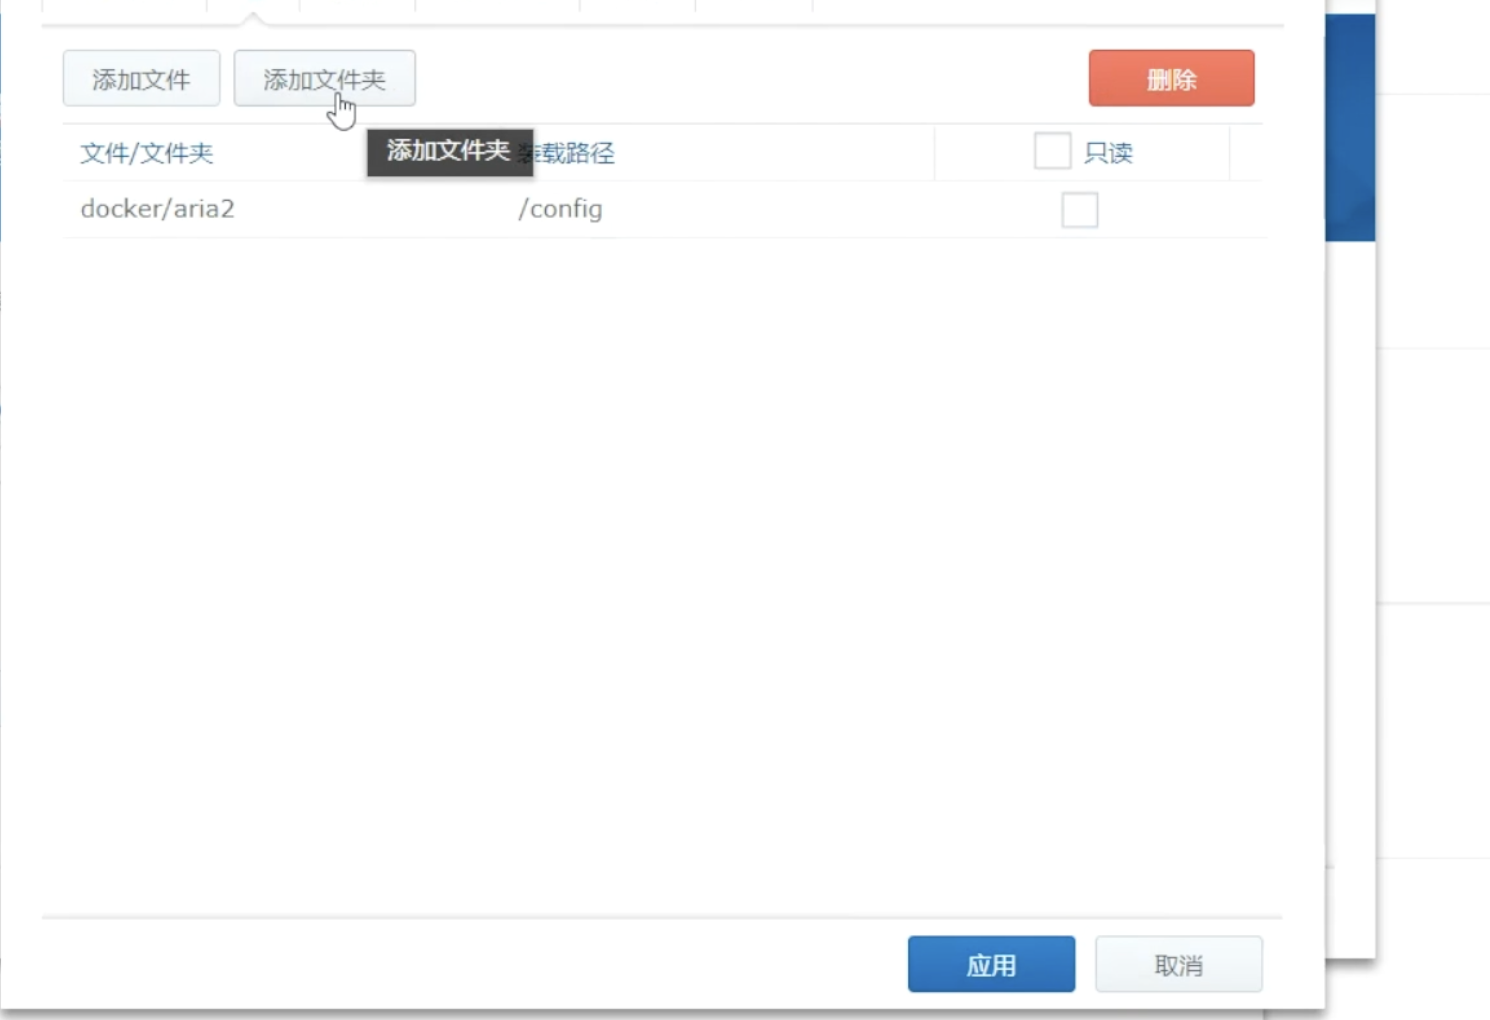 添加文件 添加文件夹 删除
文件/文件夹 添加文件夹 装载路径 只读
docker/aria2 /config
应用 取消